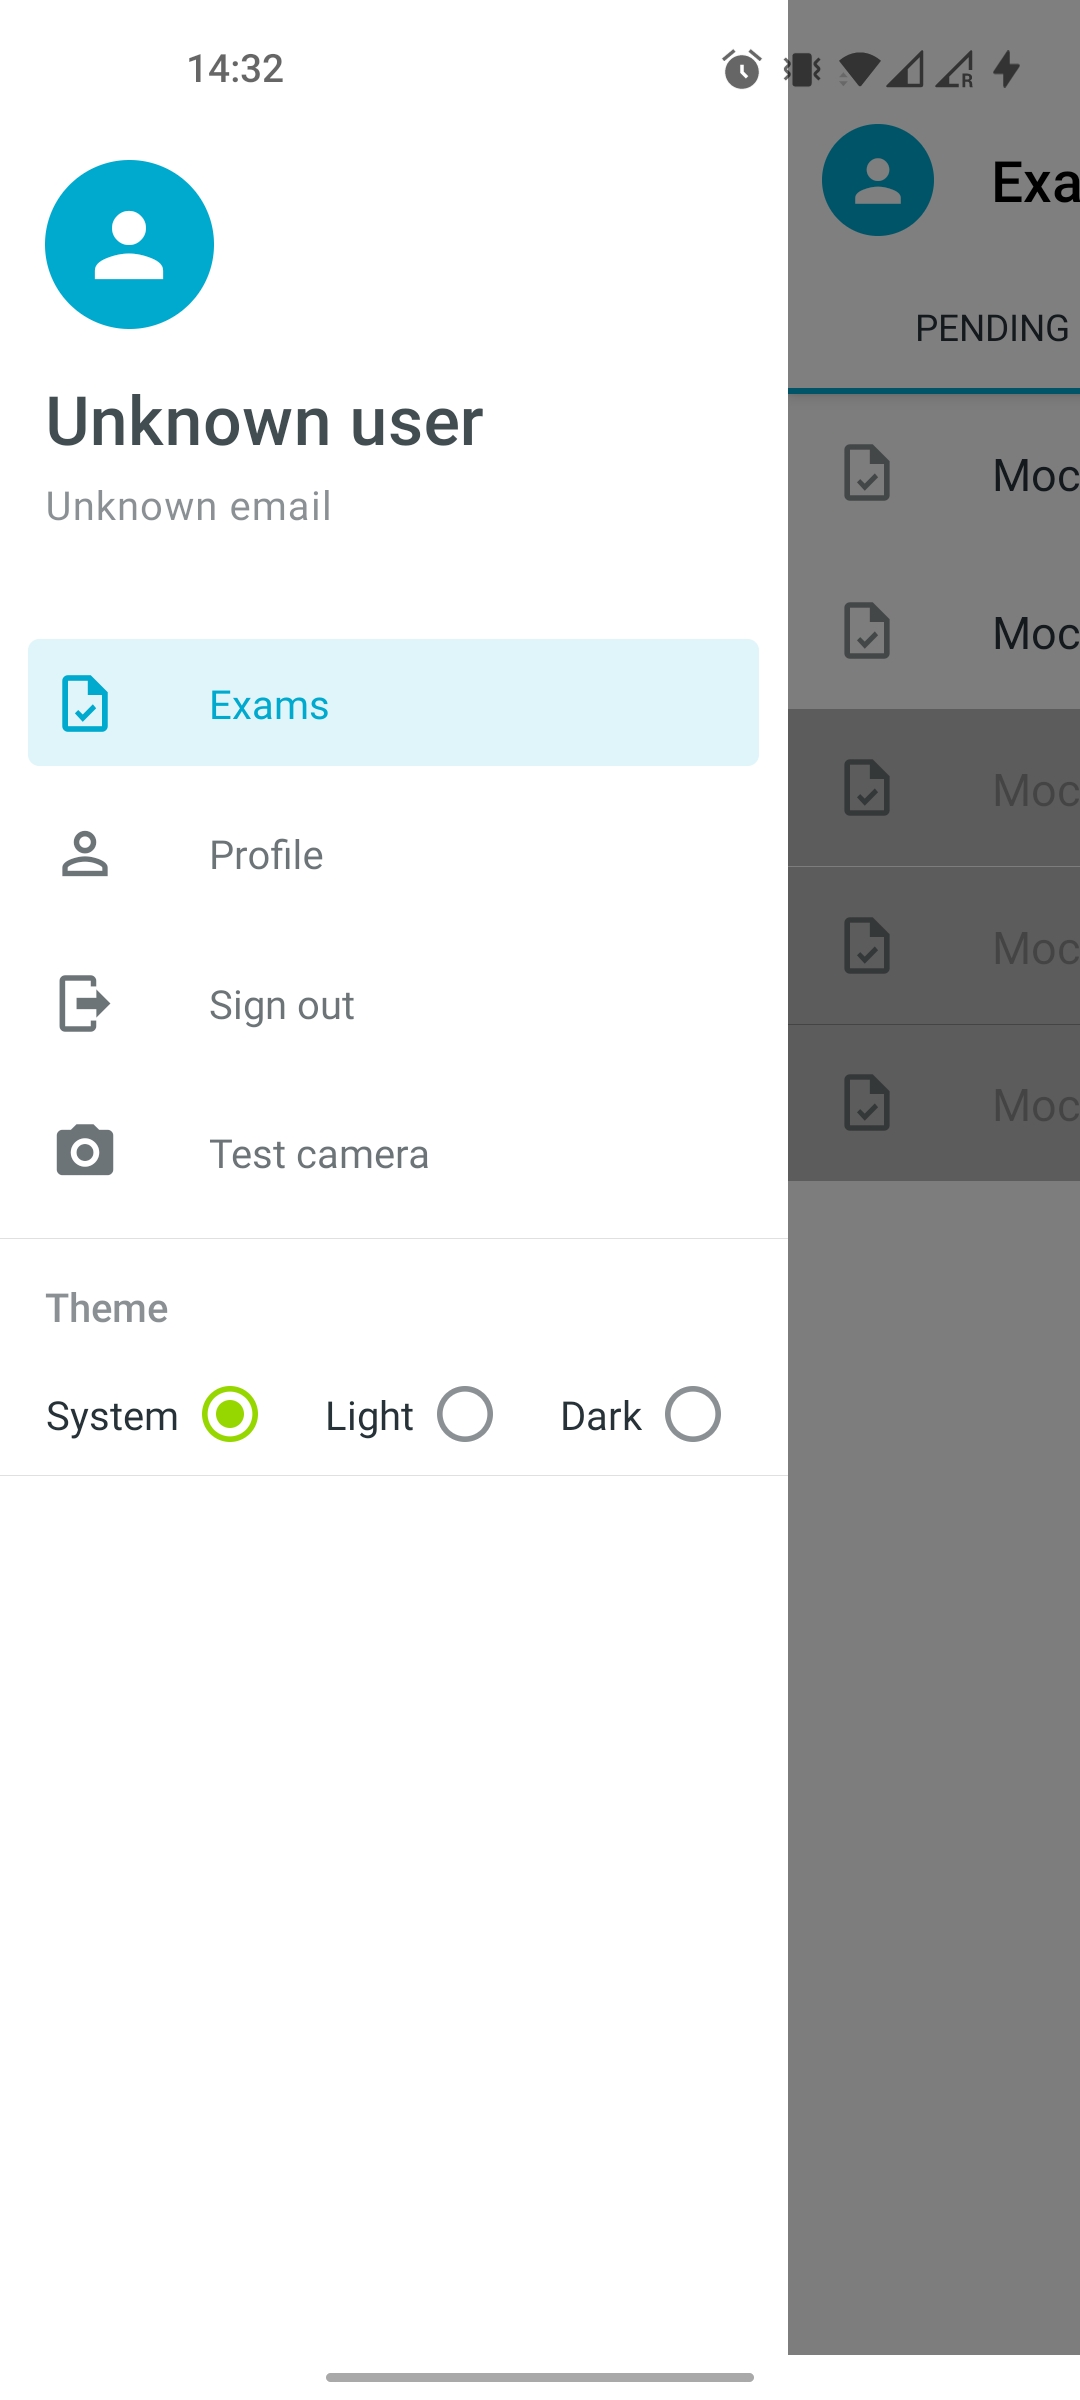 14:32
R
Exa
PENDING
Unknown user
Unknown email
Exams
Profile
Sign out
Test camera
Theme
System Light Dark
Moc
Moc
Moc
Moc
Moc